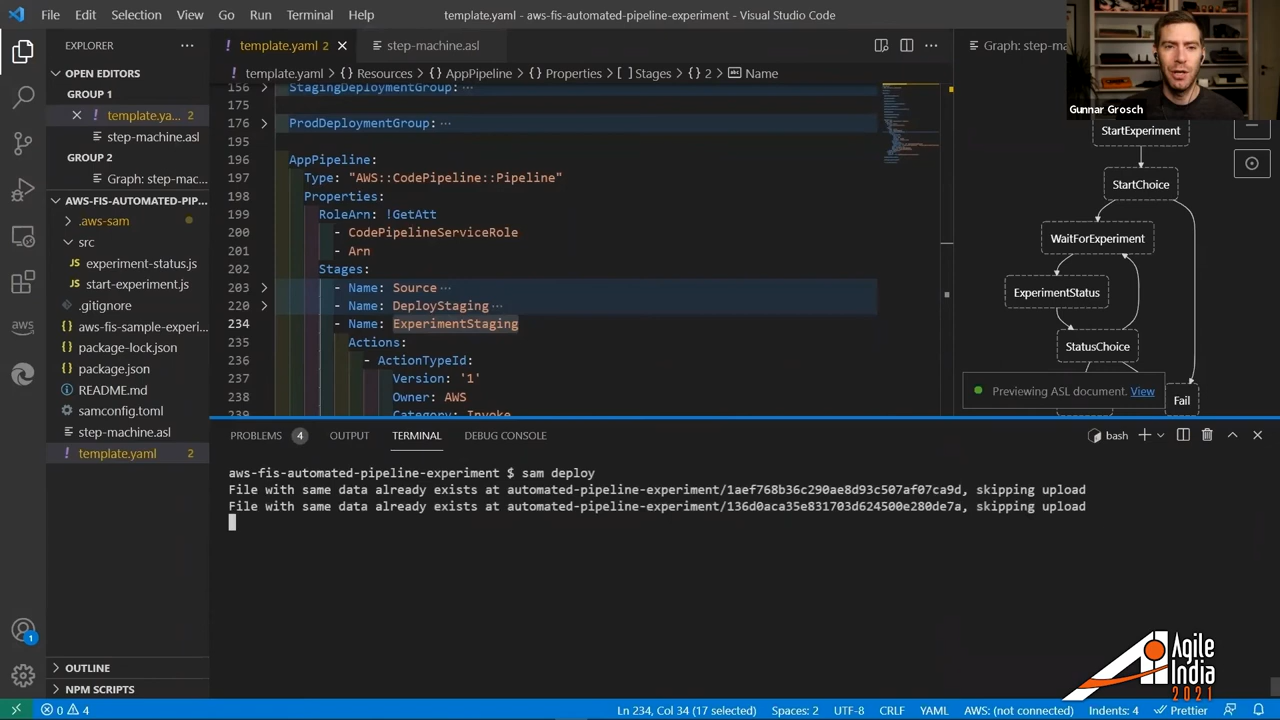 File Edit Selection View Go Run Terminal Help
template.yaml - aws-fis-automated-pipeline-experiment - Visual Studio Code
EXPLORER
OPEN EDITORS
GROUP 1
template.ya...
step-machine.asl
GROUP 2
Graph: step-mac...
AWS-FIS-AUTOMATED-PIP...
.aws-sam
src
experiment-status.js
start-experiment.js
.gitignore
aws-fis-sample-experi...
package-lock.json
package.json
README.md
samconfig.toml
step-machine.asl
template.yaml 2
OUTLINE
NPM SCRIPTS
aws
1
template.yaml 2
step-machine.asl
template.yaml > {} Resources > {} AppPipeline > {} Properties > [ ] Stages > {} 2 > abc Name
156 StagingDeploymentGroup: ...
175
176 ProdDeploymentGroup: ...
195
196 AppPipeline:
197 Type: "AWS::CodePipeline::Pipeline"
198 Properties:
199 RoleArn: !GetAtt
200 - CodePipelineServiceRole
201 - Arn
202 Stages:
203 - Name: Source ...
220 - Name: DeployStaging ...
234 - Name: ExperimentStaging
235 Actions:
236 - ActionTypeId:
237 Version: '1'
238 Owner: AWS
239 Category: Invoke
Graph: step-ma
Gunnar Grosch
StartExperiment
StartChoice
WaitForExperiment
ExperimentStatus
StatusChoice
Fail
Previewing ASL document. View
PROBLEMS 4 OUTPUT TERMINAL DEBUG CONSOLE
bash
aws-fis-automated-pipeline-experiment $ sam deploy
File with same data already exists at automated-pipeline-experiment/1aef768b36c290ae8d93c507af07ca9d, skipping upload
File with same data already exists at automated-pipeline-experiment/136d0aca35e831703d624500e280de7a, skipping upload
Agile
India
2021
0 4 Ln 234, Col 34 (17 selected) Spaces: 2 UTF-8 CRLF YAML AWS: (not connected) Indents: 4 Prettier